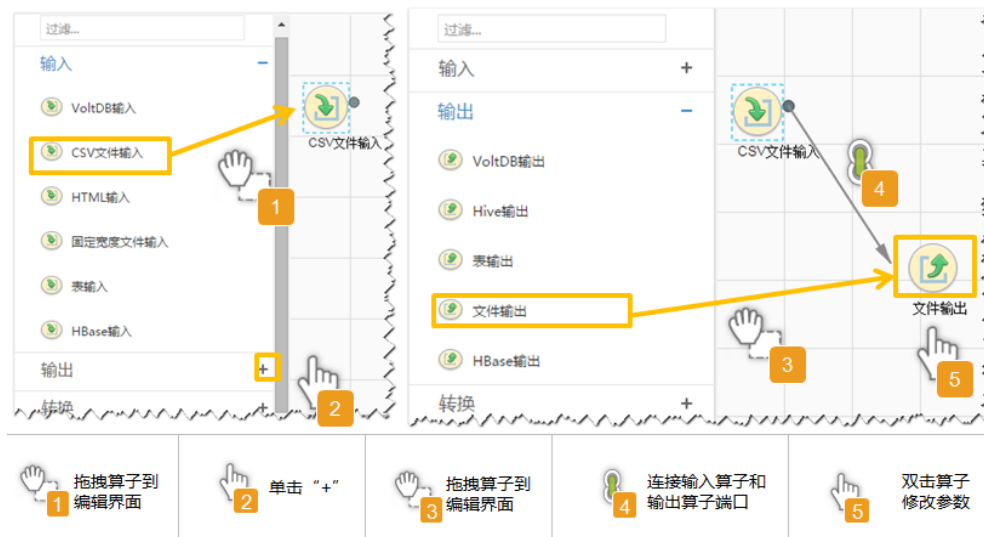 过滤...
输入
VoltDB输入
CSV文件输入
HTML输入
固定宽度文件输入
表输入
HBase输入
输出
转换
CSV文件输入
1
2
过滤...
输入
输出
VoltDB输出
Hive输出
表输出
文件输出
HBase输出
转换
CSV文件输入
4
文件输出
3
5
1 拖拽算子到
编辑界面
2 单击“+”
3 拖拽算子到
编辑界面
4 连接输入算子和
输出算子端口
5 双击算子
修改参数